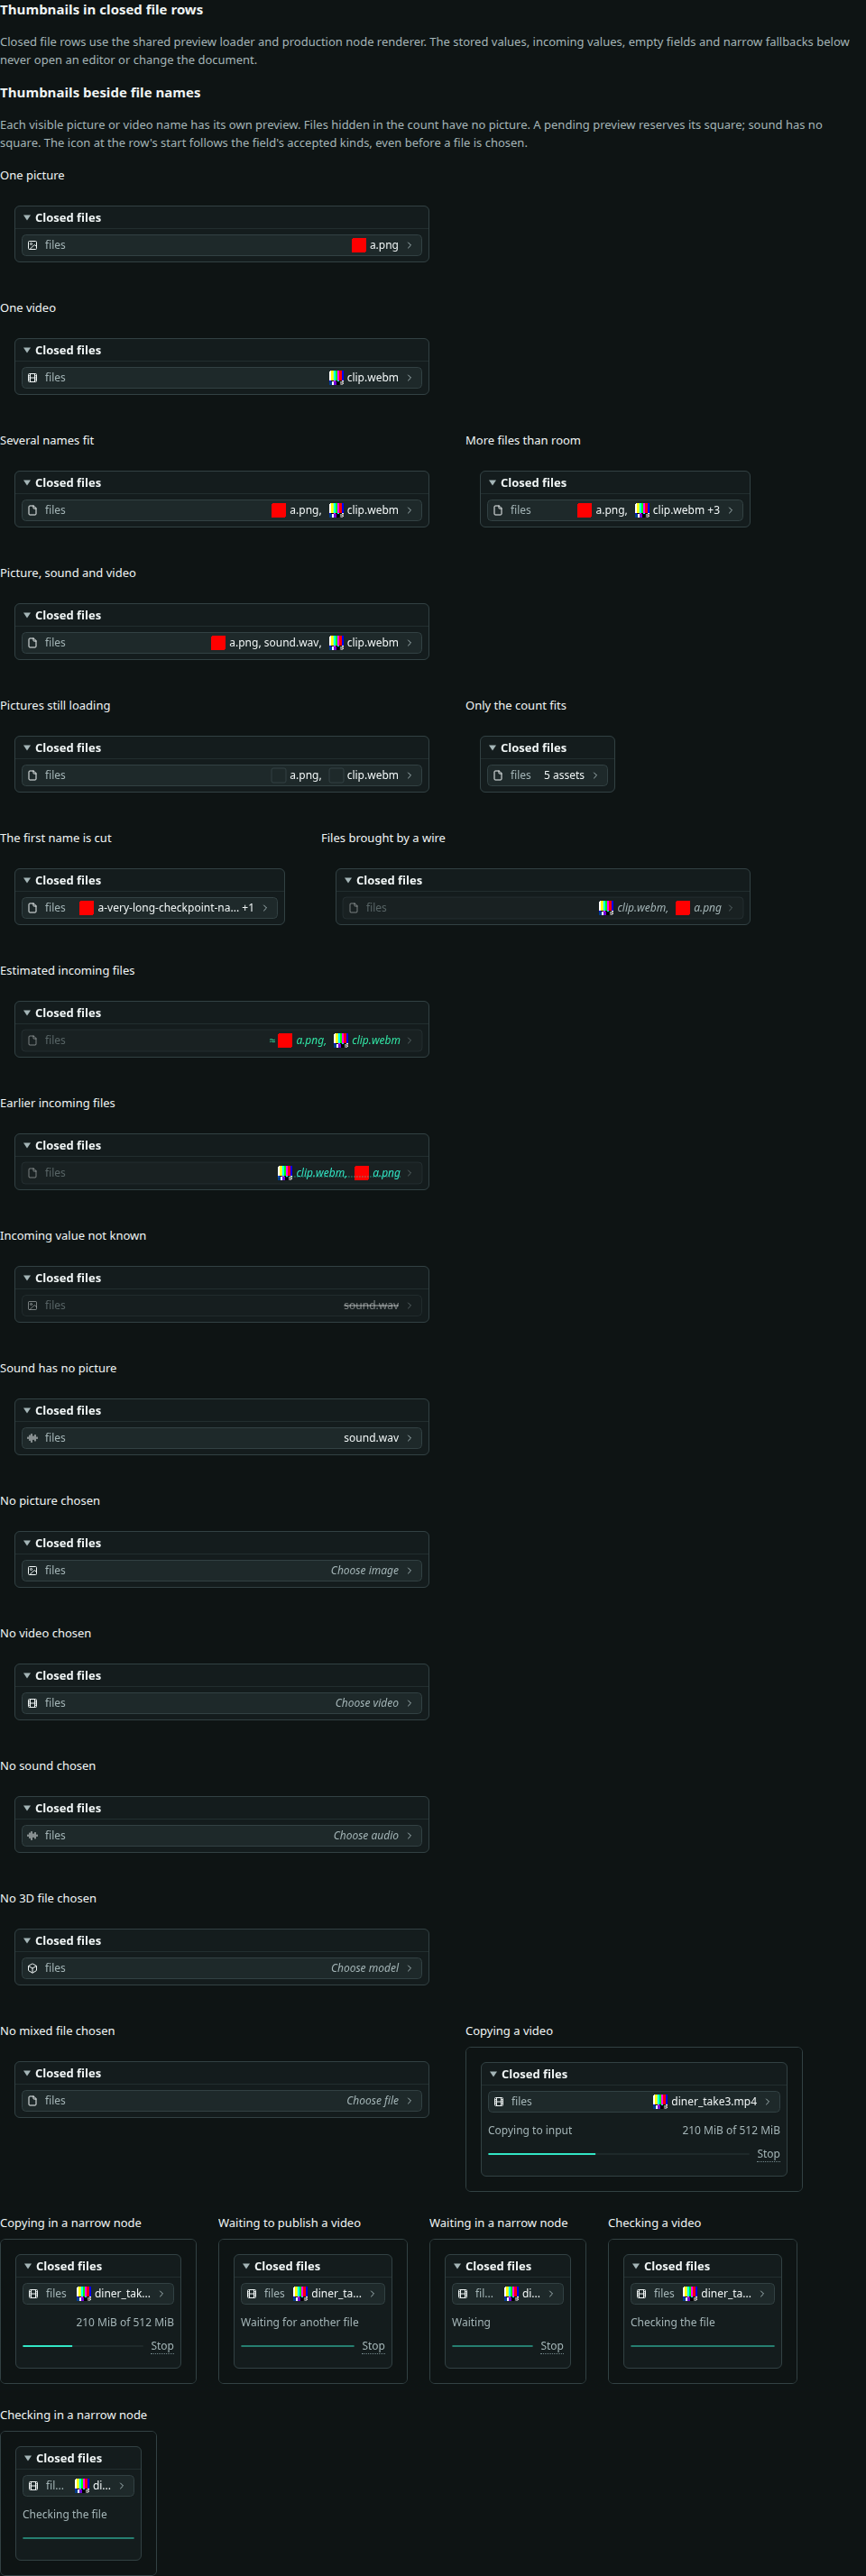 Thumbnails in closed file rows
Closed file rows use the shared preview loader and production node renderer. The stored values, incoming values, empty fields and narrow fallbacks below
never open an editor or change the document.
Thumbnails beside file names
Each visible picture or video name has its own preview. Files hidden in the count have no picture. A pending preview reserves its square; sound has no
square. The icon at the row's start follows the field's accepted kinds, even before a file is chosen.
One picture
Closed files
files a.png
One video
Closed files
files clip.webm
Several names fit
Closed files
files a.png, clip.webm
More files than room
Closed files
files a.png, clip.webm +3
Picture, sound and video
Closed files
files a.png, sound.wav, clip.webm
Pictures still loading
Closed files
files a.png, clip.webm
Only the count fits
Closed files
files 5 assets
The first name is cut
Closed files
files a-very-long-checkpoint-na... +1
Files brought by a wire
Closed files
files clip.webm, a.png
Estimated incoming files
Closed files
files ≈ a.png, clip.webm
Earlier incoming files
Closed files
files clip.webm, a.png
Incoming value not known
Closed files
files sound.wav
Sound has no picture
Closed files
files sound.wav
No picture chosen
Closed files
files Choose image
No video chosen
Closed files
files Choose video
No sound chosen
Closed files
files Choose audio
No 3D file chosen
Closed files
files Choose model
No mixed file chosen
Closed files
files Choose file
Copying a video
Closed files
files diner_take3.mp4
Copying to input 210 MiB of 512 MiB
Stop
Copying in a narrow node
Closed files
files diner_tak...
210 MiB of 512 MiB
Stop
Waiting to publish a video
Closed files
files diner_ta...
Waiting for another file
Stop
Waiting in a narrow node
Closed files
fil... di...
Waiting
Stop
Checking a video
Closed files
files diner_ta...
Checking the file
Checking in a narrow node
Closed files
fil... di...
Checking the file